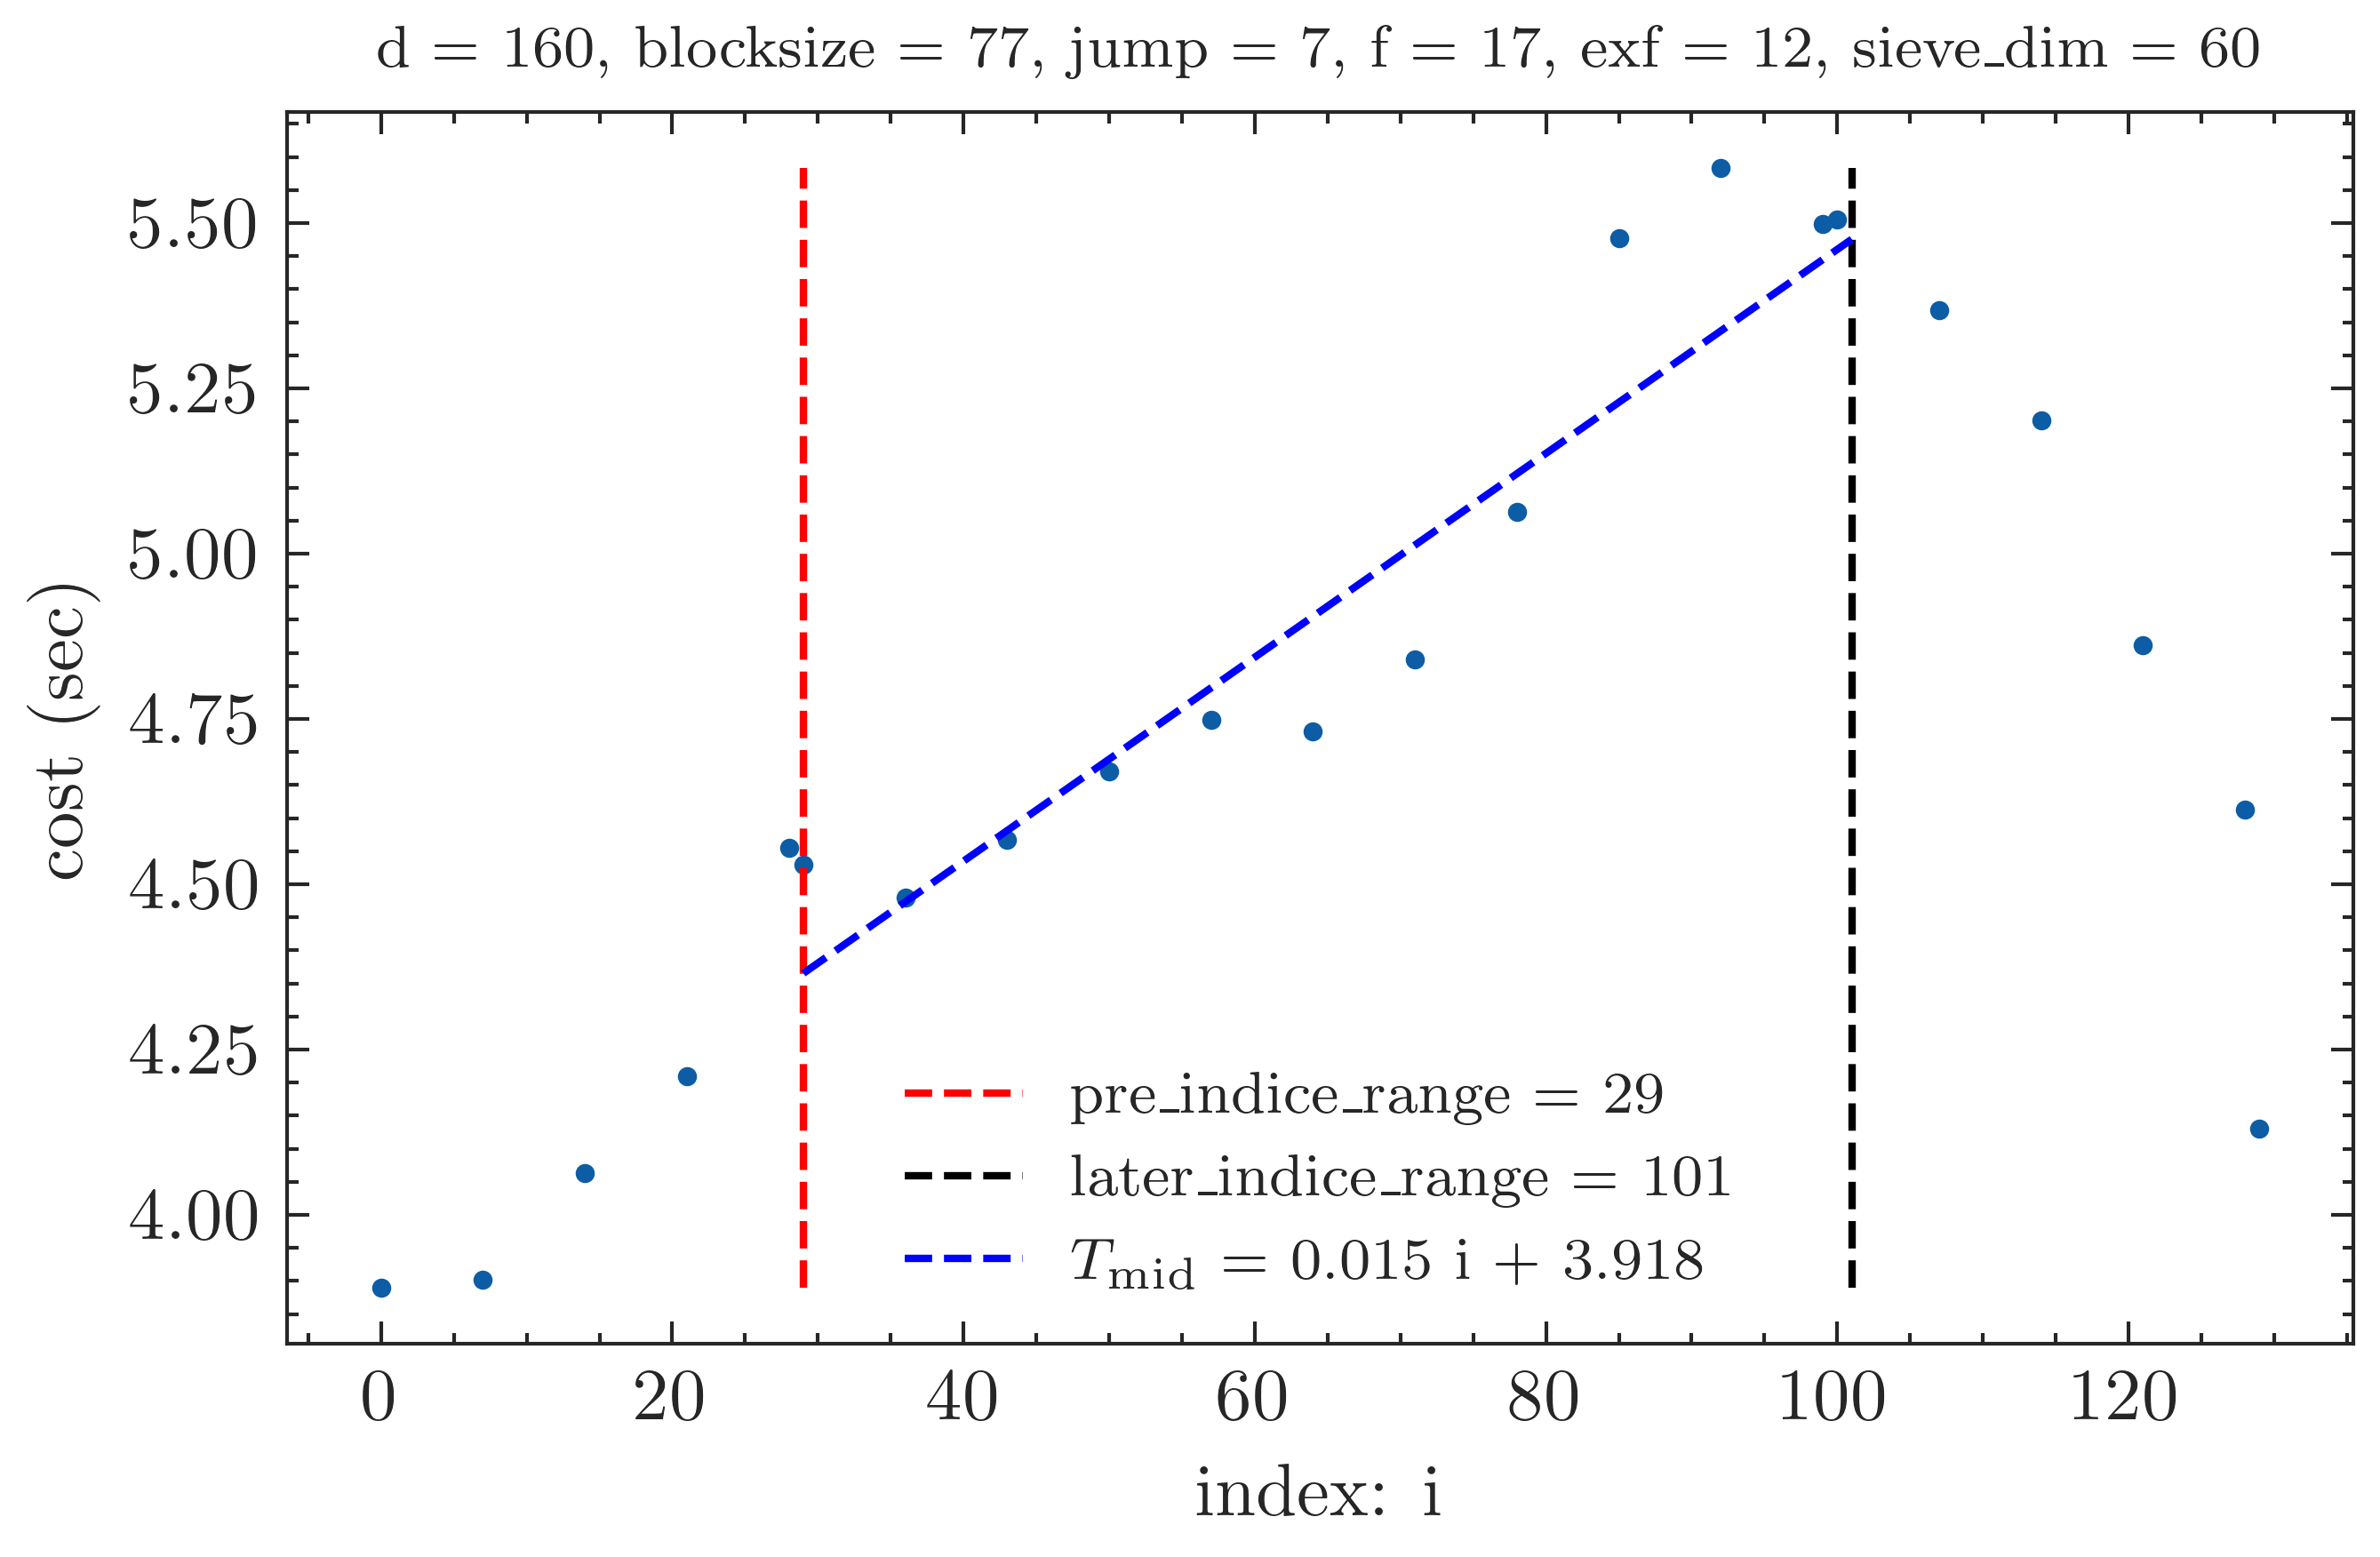 d = 160, blocksize = 77, jump = 7, f = 17, exf = 12, sieve_dim = 60
cost (sec)
5.50
5.25
5.00
4.75
4.50
4.25
4.00
pre_indice_range = 29
later_indice_range = 101
T_mid = 0.015 i + 3.918
0 20 40 60 80 100 120
index: i